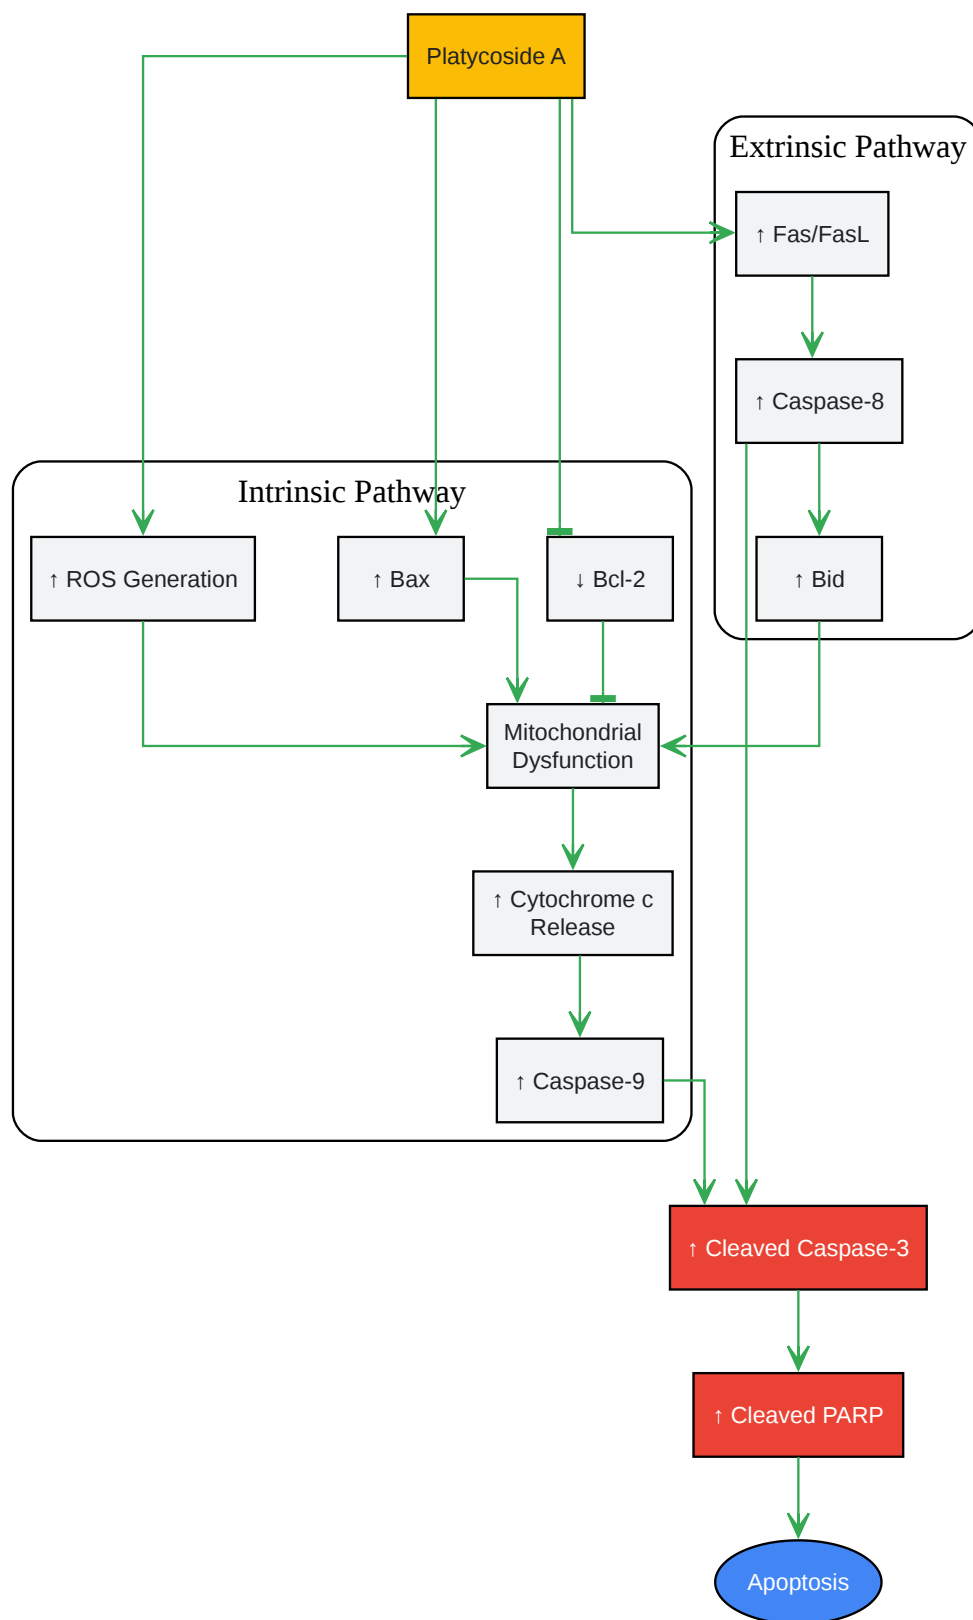 Platycoside A
Extrinsic Pathway
↑ Fas/FasL
↑ Caspase-8
Intrinsic Pathway
↑ ROS Generation
↑ Bax
↓ Bcl-2
↑ Bid
Mitochondrial
Dysfunction
↑ Cytochrome c
Release
↑ Caspase-9
↑ Cleaved Caspase-3
↑ Cleaved PARP
Apoptosis